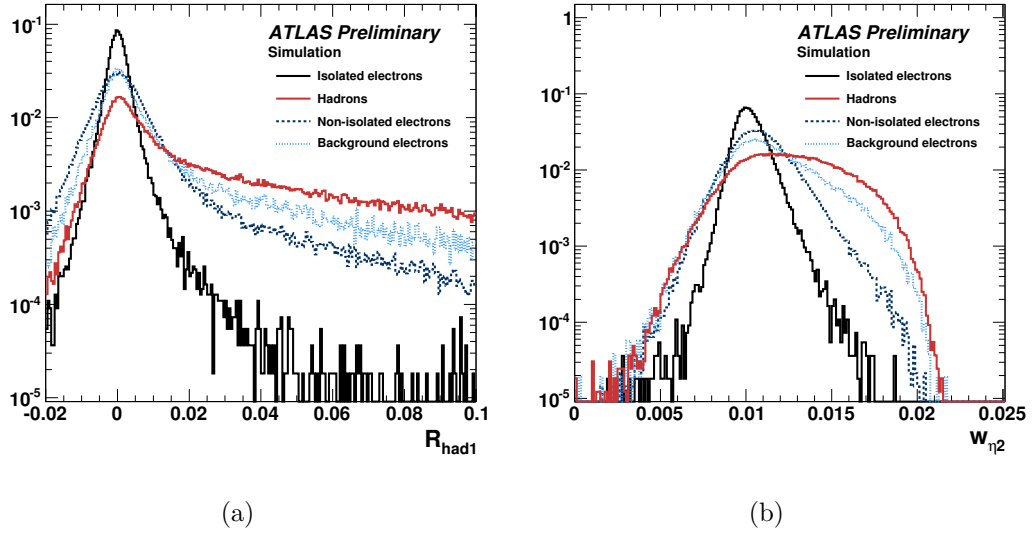 ATLAS Preliminary
Simulation
Isolated electrons
Hadrons
Non-isolated electrons
Background electrons
10⁻¹
10⁻²
10⁻³
10⁻⁴
10⁻⁵
-0.02 0 0.02 0.04 0.06 0.08 0.1
R_had1
(a)
ATLAS Preliminary
Simulation
Isolated electrons
Hadrons
Non-isolated electrons
Background electrons
1
10⁻¹
10⁻²
10⁻³
10⁻⁴
10⁻⁵
0 0.005 0.01 0.015 0.02 0.025
w_η2
(b)